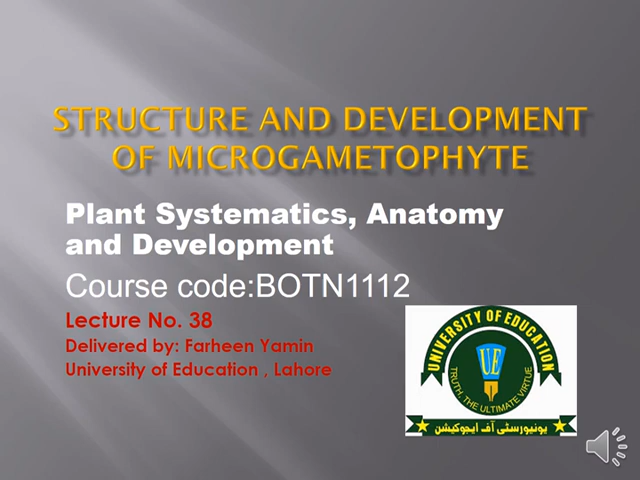 STRUCTURE AND DEVELOPMENT
OF MICROGAMETOPHYTE
Plant Systematics, Anatomy
and Development
Course code:BOTN1112
Lecture No. 38
Delivered by: Farheen Yamin
University of Education , Lahore
UNIVERSITY OF EDUCATION
UE
TRUTH, THE ULTIMATE VIRTUE
یونیورسٹی آف ایجوکیشن